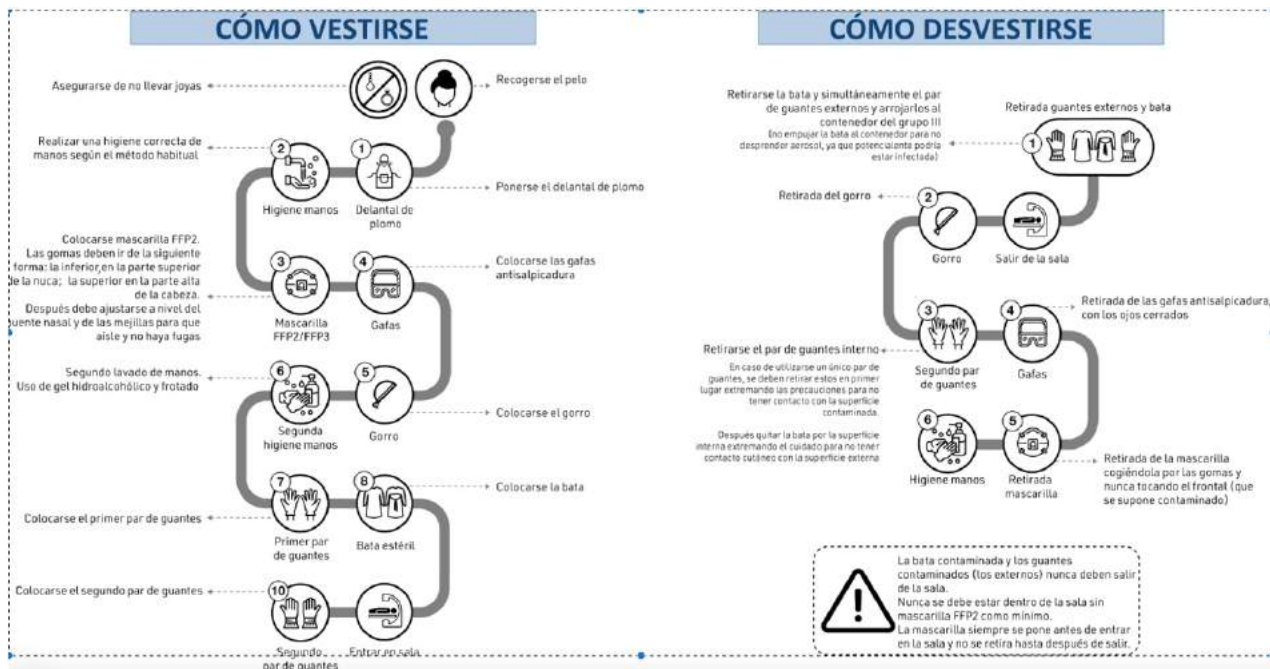 CÓMO VESTIRSE
Asegurarse de no llevar joyas
Recogerse el pelo
Realizar una higiene correcta de
manos según el método habitual
2
Higiene manos
1
Delantal de
plomo
Ponerse el delantal de plomo
Colocarse mascarilla FFP2.
Las gomas deben ir de la siguiente
forma: la inferior, en la parte superior
de la nuca; la superior en la parte alta
de la cabeza.
Después debe ajustarse a nivel del
uente nasal y de las mejillas para que
aísle y no haya fugas
3
Mascarilla
FFP2/FFP3
4
Gafas
Colocarse las gafas
antisalpicadura
Segundo lavado de manos.
Uso de gel hidroalcohólico y frotado
6
Segunda
higiene manos
5
Gorro
Colocarse el gorro
7
Primer par
de guantes
8
Bata estéril
Colocarse la bata
Colocarse el primer par de guantes
Colocarse el segundo par de guantes
10
Segundo
par de guantes
Entrar en sala
CÓMO DESVESTIRSE
Retirarse la bata y simultáneamente el par
de guantes externos y arrojarlos al
contenedor del grupo III
(no empujar la bata al contenedor para no
desprender aerosol, ya que potencialante podría
estar infectada)
Retirada guantes externos y bata
1
Retirada del gorro
2
Gorro
Salir de la sala
3
Segundo par
de guantes
4
Gafas
Retirada de las gafas antisalpicadura,
con los ojos cerrados
Retirarse el par de guantes interno
En caso de utilizarse un único par de
guantes, se deben retirar estos en primer
lugar extremando las precauciones para no
tener contacto con la superficie
contaminada.
Después quitar la bata por la superficie
interna extremando el cuidado para no tener
contacto cutáneo con la superficie externa
6
Higiene manos
5
Retirada
mascarilla
Retirada de la mascarilla
cogiéndola por las gomas y
nunca tocando el frontal (que
se supone contaminado)
La bata contaminada y los guantes
contaminados (los externos) nunca deben salir
de la sala.
Nunca se debe estar dentro de la sala sin
mascarilla FFP2 como mínimo.
La mascarilla siempre se pone antes de entrar
en la sala y no se retira hasta después de salir.